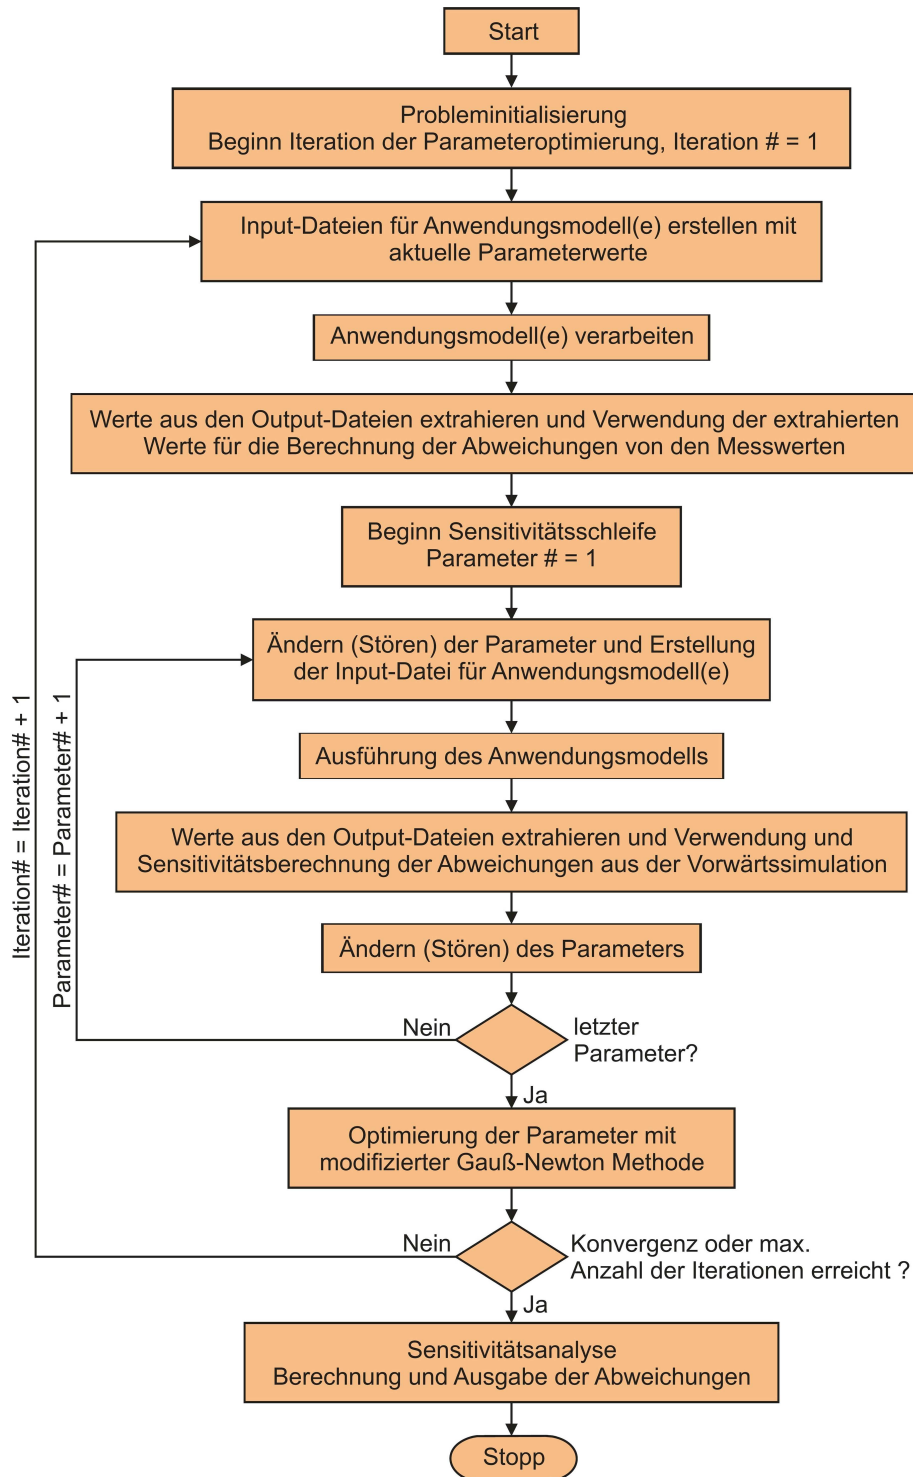 Start
Probleminitialisierung
Beginn Iteration der Parameteroptimierung, Iteration # = 1
Input-Dateien für Anwendungsmodell(e) erstellen mit
aktuelle Parameterwerte
Anwendungsmodell(e) verarbeiten
Werte aus den Output-Dateien extrahieren und Verwendung der extrahierten
Werte für die Berechnung der Abweichungen von den Messwerten
Beginn Sensitivitätsschleife
Parameter # = 1
Ändern (Stören) der Parameter und Erstellung
der Input-Datei für Anwendungsmodell(e)
Iteration# = Iteration# + 1
Parameter# = Parameter# + 1
Ausführung des Anwendungsmodells
Werte aus den Output-Dateien extrahieren und Verwendung und
Sensitivitätsberechnung der Abweichungen aus der Vorwärtssimulation
Ändern (Stören) des Parameters
Nein
letzter
Parameter?
Ja
Optimierung der Parameter mit
modifizierter Gauß-Newton Methode
Nein
Konvergenz oder max.
Anzahl der Iterationen erreicht ?
Ja
Sensitivitätsanalyse
Berechnung und Ausgabe der Abweichungen
Stopp